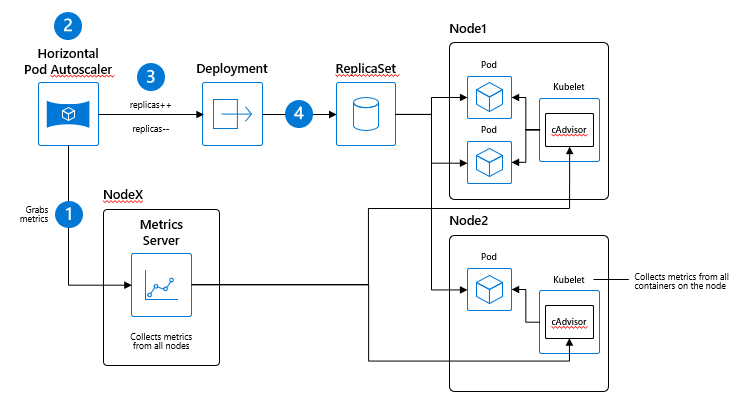 2
Horizontal
Pod Autoscaler
3
replicas++
replicas--
Deployment
4
ReplicaSet
Node1
Pod
Pod
Kubelet
cAdvisor
Grabs
metrics
1
NodeX
Metrics
Server
Collects metrics
from all nodes
Node2
Pod
Kubelet
cAdvisor
Collects metrics from all
containers on the node